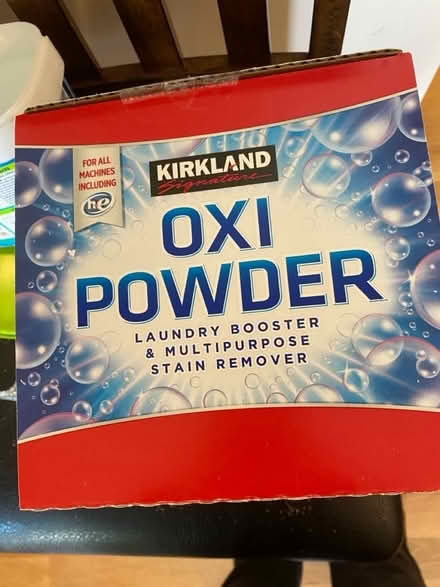 FOR ALL
MACHINES
INCLUDING
he
KIRKLAND
Signature
OXI
POWDER
LAUNDRY BOOSTER
& MULTIPURPOSE
STAIN REMOVER